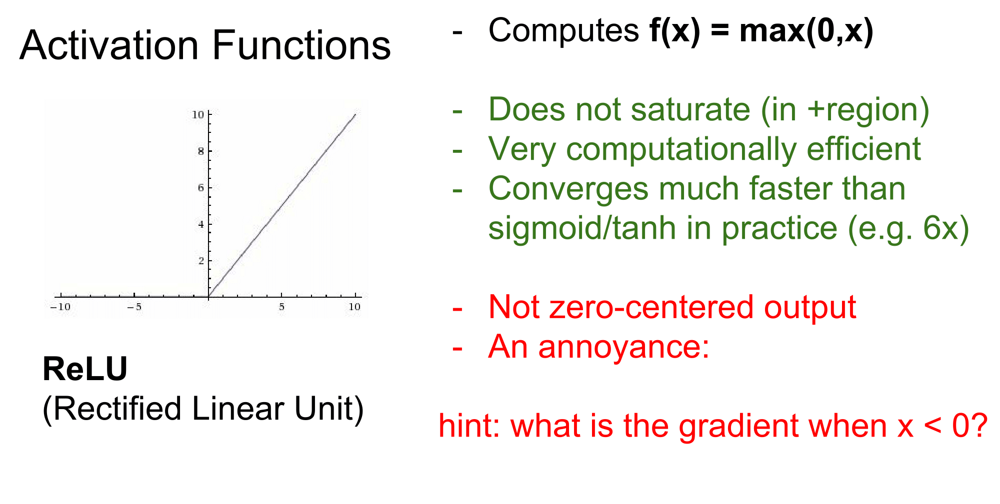 Activation Functions
10
8
6
4
2
−10
−5
5
10
ReLU
(Rectified Linear Unit)
- Computes f(x) = max(0,x)
- Does not saturate (in +region)
- Very computationally efficient
- Converges much faster than
sigmoid/tanh in practice (e.g. 6x)
- Not zero-centered output
- An annoyance:
hint: what is the gradient when x < 0?